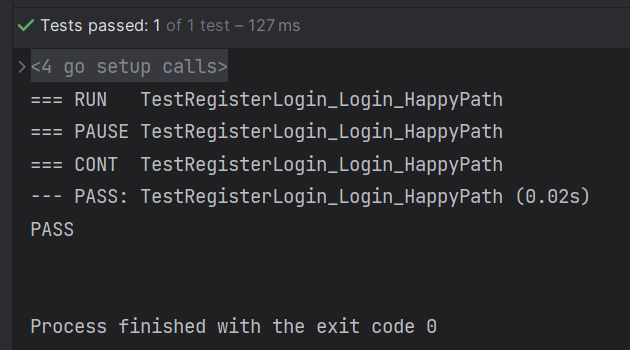 Tests passed: 1 of 1 test – 127 ms
<4 go setup calls>
=== RUN   TestRegisterLogin_Login_HappyPath
=== PAUSE TestRegisterLogin_Login_HappyPath
=== CONT  TestRegisterLogin_Login_HappyPath
--- PASS: TestRegisterLogin_Login_HappyPath (0.02s)
PASS
Process finished with the exit code 0